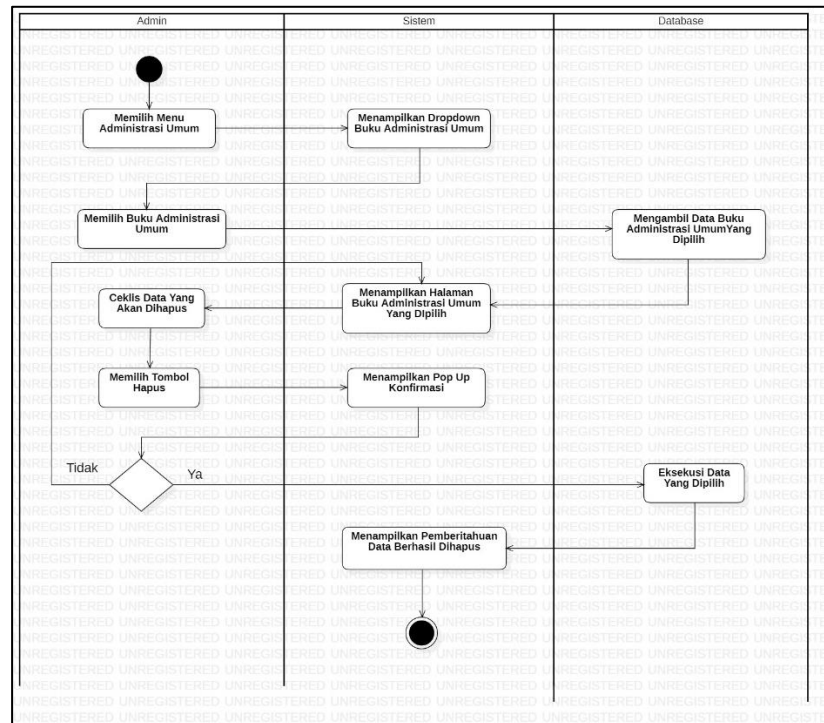 Admin
Sistem
Database
Memilih Menu
Administrasi Umum
Menampilkan Dropdown
Buku Administrasi Umum
Memilih Buku Administrasi
Umum
Mengambil Data Buku
Administrasi UmumYang
Dipilih
Menampilkan Halaman
Buku Administrasi Umum
Yang DIpilih
Ceklis Data Yang
Akan Dihapus
Memilih Tombol
Hapus
Menampilkan Pop Up
Konfirmasi
Tidak
Ya
Eksekusi Data
Yang Dipilih
Menampilkan Pemberitahuan
Data Berhasil Dihapus
UNREGISTERED